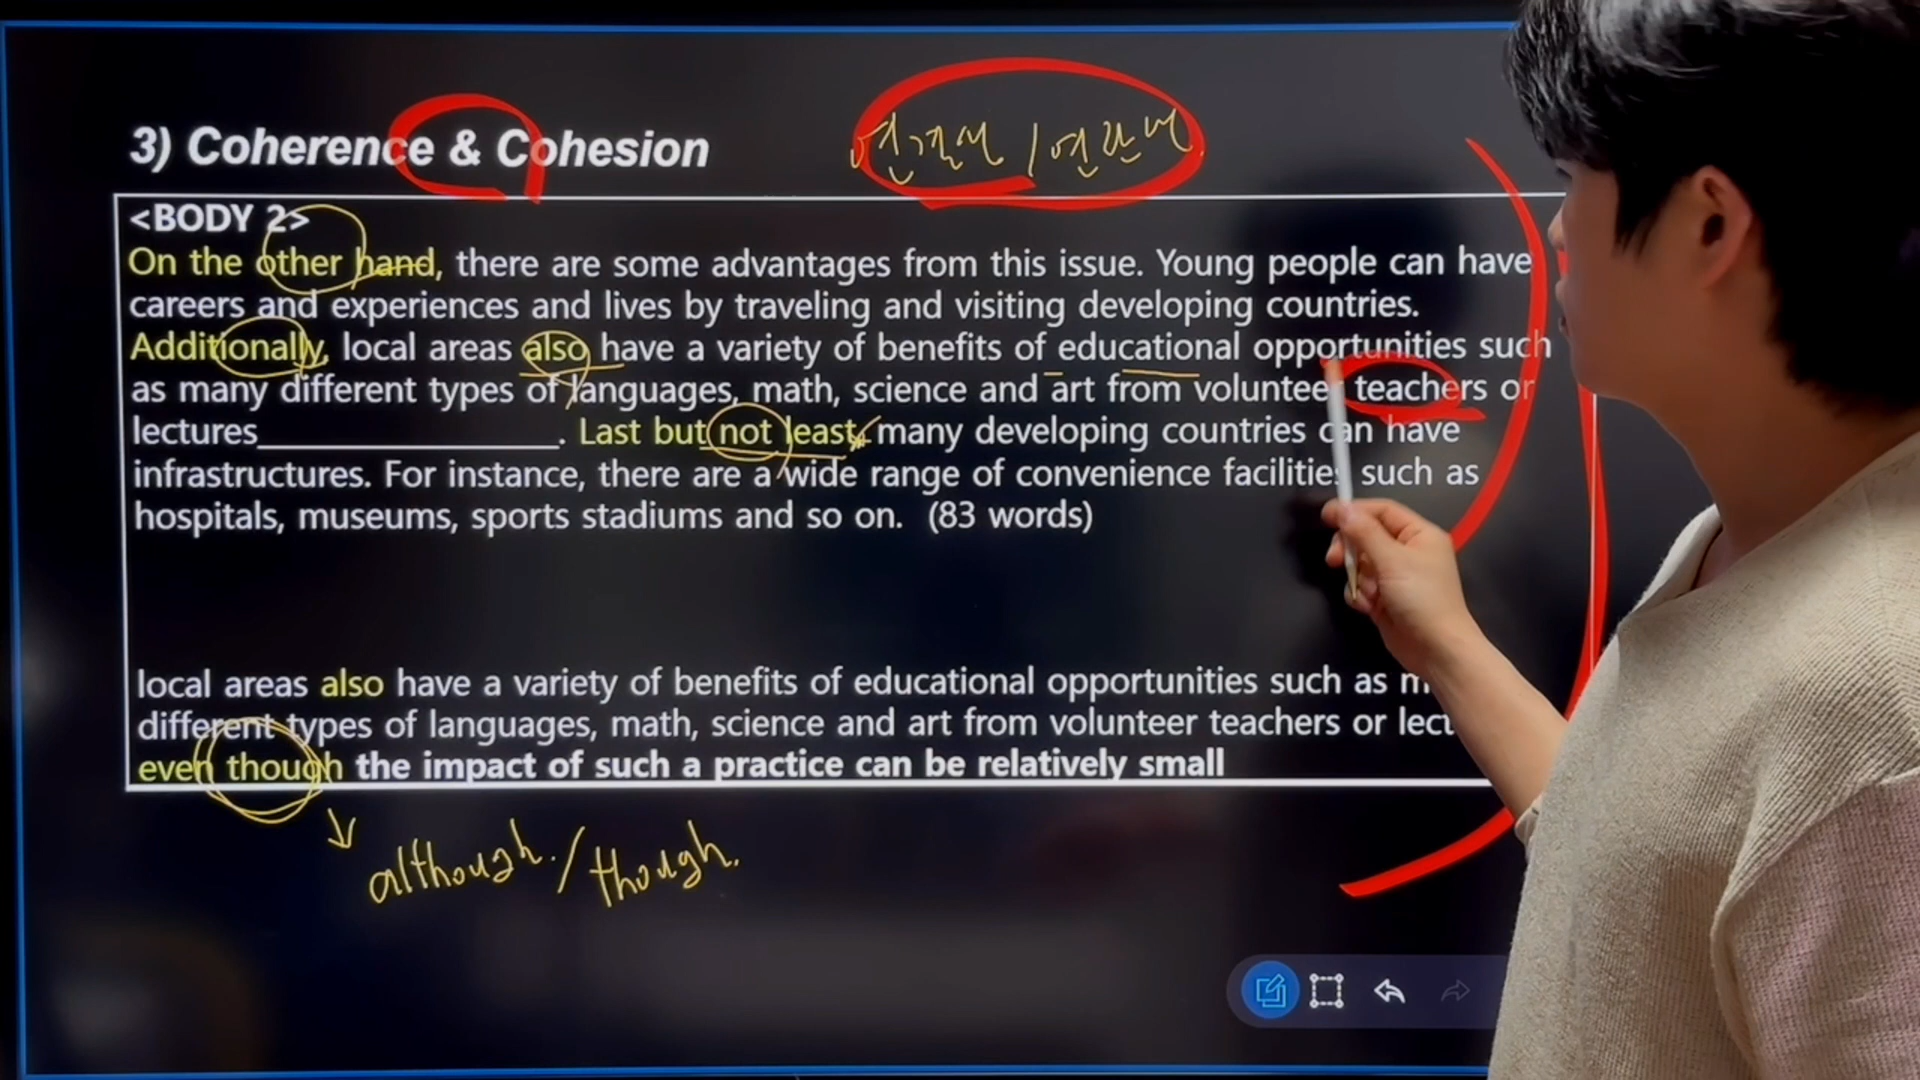 3) Coherence & Cohesion
연결성 / 연관성
<BODY 2>
On the other hand, there are some advantages from this issue. Young people can have
careers and experiences and lives by traveling and visiting developing countries.
Additionally, local areas also have a variety of benefits of educational opportunities such
as many different types of languages, math, science and art from volunteer teachers or
lectures_______________. Last but not least, many developing countries can have
infrastructures. For instance, there are a wide range of convenience facilities such as
hospitals, museums, sports stadiums and so on. (83 words)
local areas also have a variety of benefits of educational opportunities such as
different types of languages, math, science and art from volunteer teachers or
even though the impact of such a practice can be relatively small
although. / though.